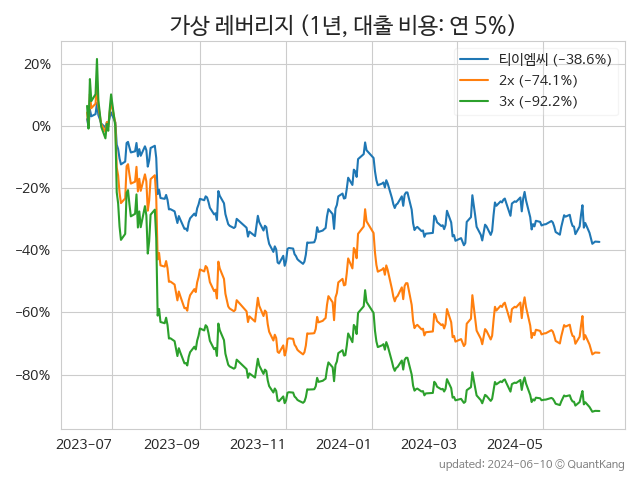 가상 레버리지 (1년, 대출 비용: 연 5%)
티이엠씨 (−38.6%)
2x (−74.1%)
3x (−92.2%)
20%
0%
−20%
−40%
−60%
−80%
2023-07 2023-09 2023-11 2024-01 2024-03 2024-05
updated: 2024-06-10 © QuantKang